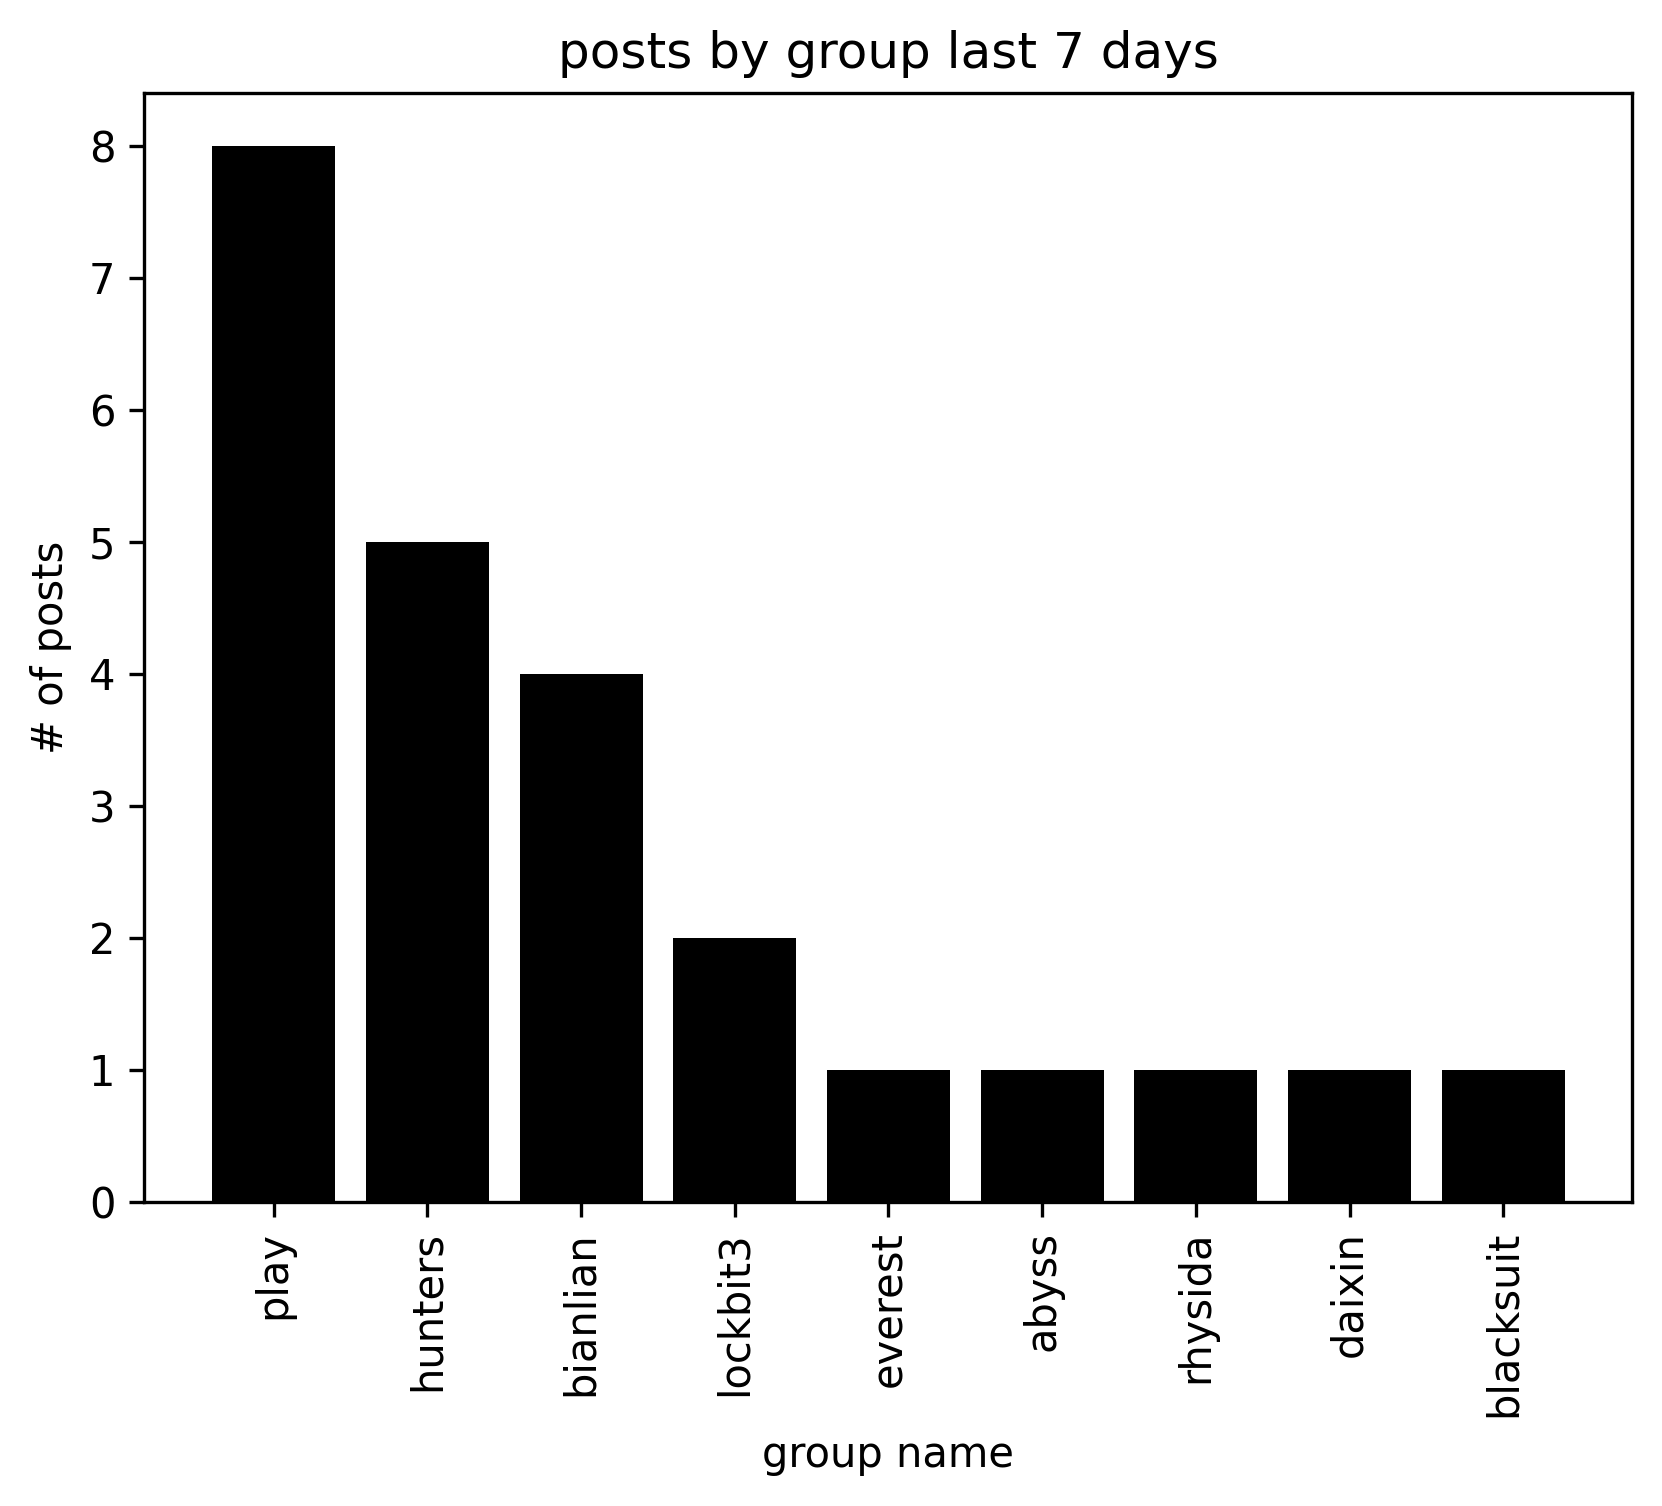 posts by group last 7 days
8
7
6
5
4
3
2
1
0
# of posts
play
hunters
bianlian
lockbit3
everest
abyss
rhysida
daixin
blacksuit
group name